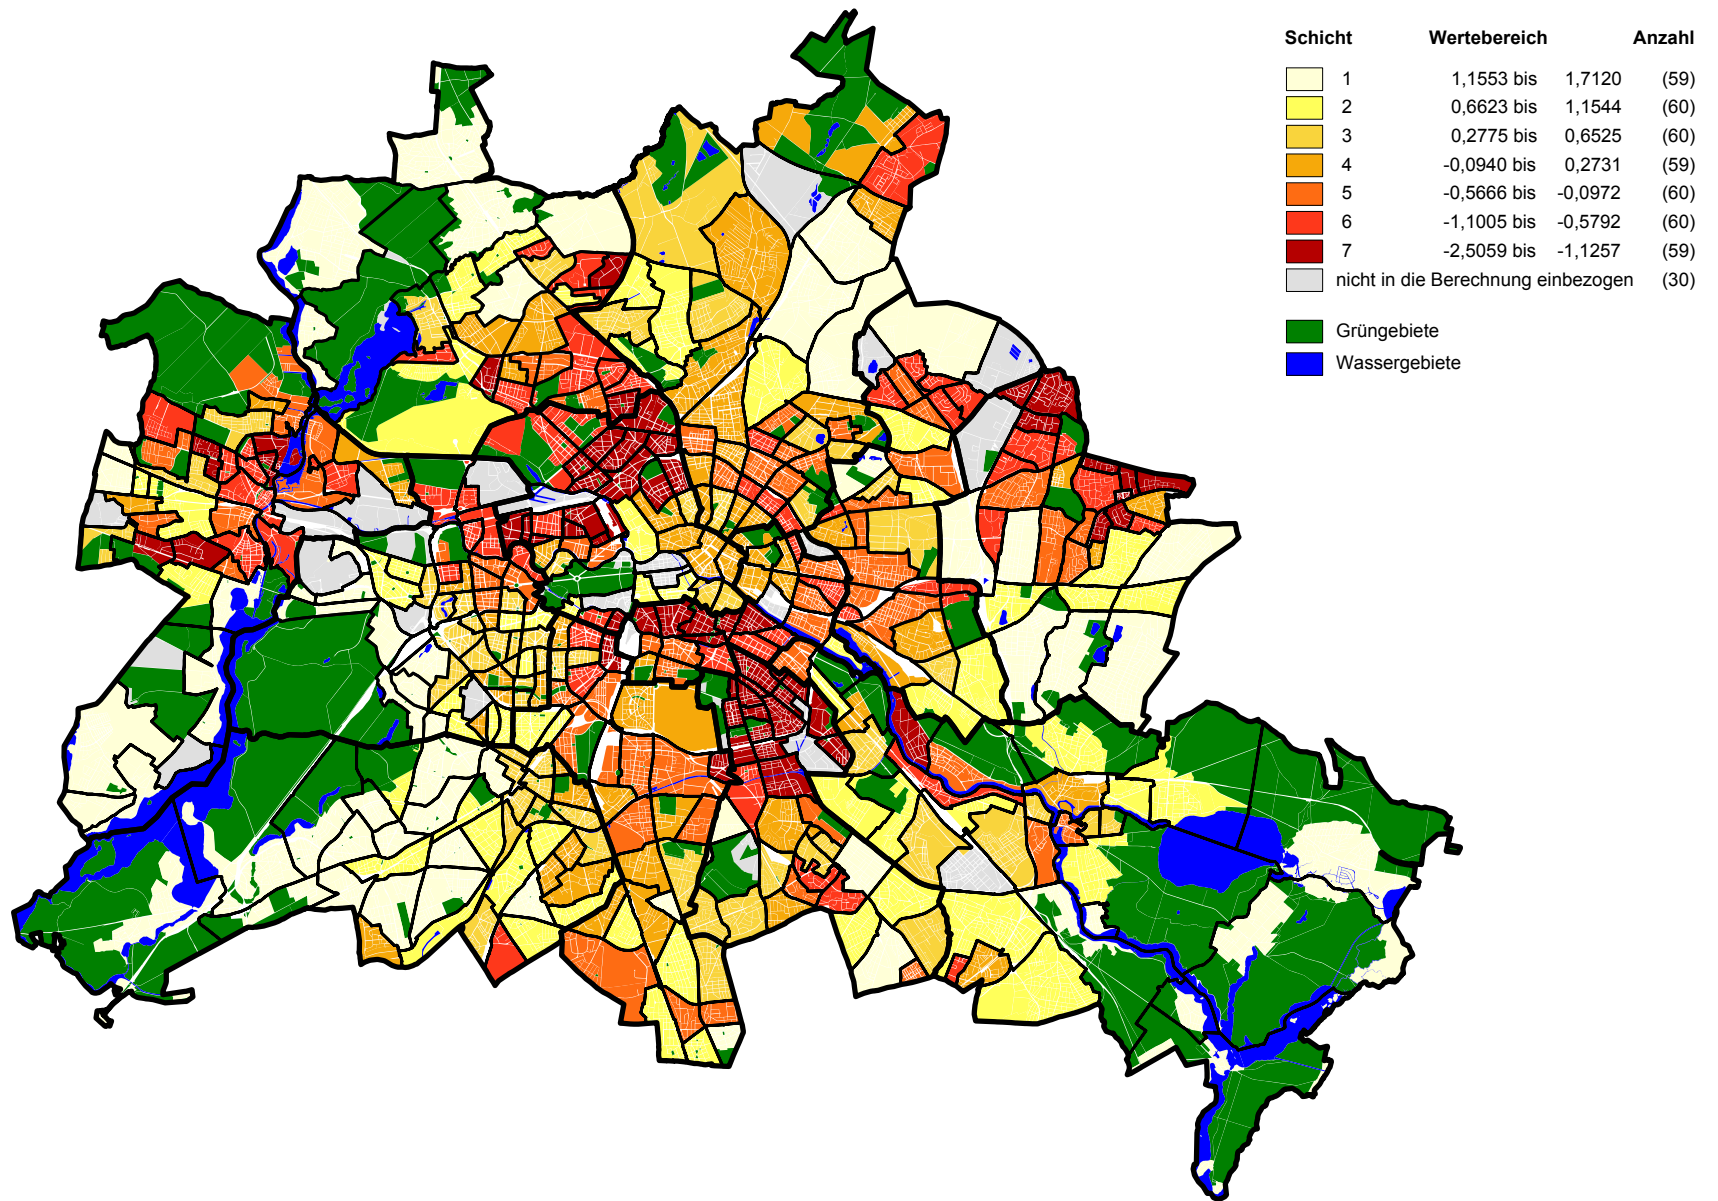 Schicht Wertebereich Anzahl
1 1,1553 bis 1,7120 (59)
2 0,6623 bis 1,1544 (60)
3 0,2775 bis 0,6525 (60)
4 -0,0940 bis 0,2731 (59)
5 -0,5666 bis -0,0972 (60)
6 -1,1005 bis -0,5792 (60)
7 -2,5059 bis -1,1257 (59)
nicht in die Berechnung einbezogen (30)
Grüngebiete
Wassergebiete